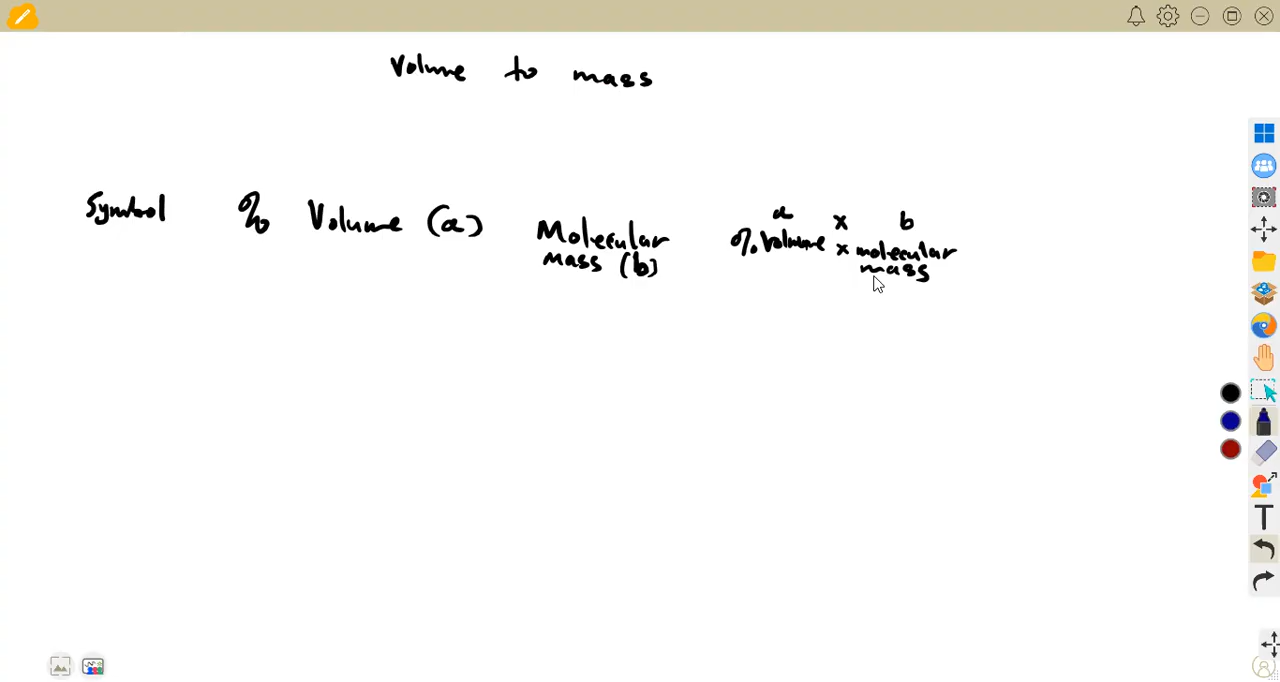 Volume to mass
Symbol % Volume (a) Molecular mass (b) a x b
% Volume x molecular mass
T